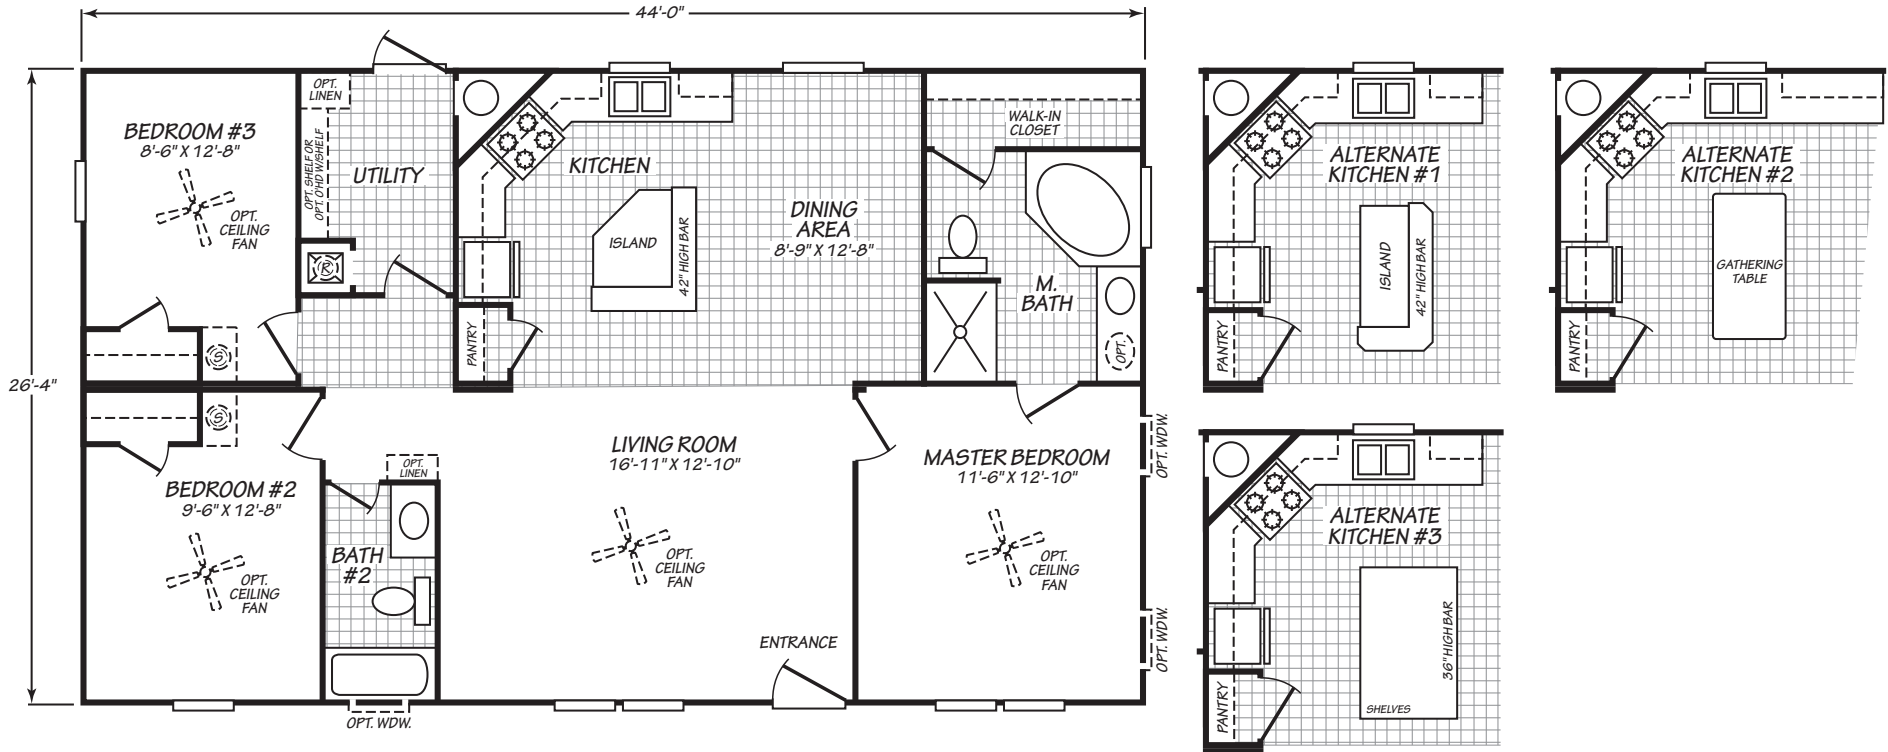 44'-0"
26'-4"
BEDROOM #3
8'-6" X 12'-8"
OPT.
CEILING
FAN
OPT.
LINEN
OPT. SHELF OR
OPT. O'HD W/SHELF
UTILITY
R
S
S
KITCHEN
ISLAND
42" HIGH BAR
PANTRY
DINING
AREA
8'-9" X 12'-8"
WALK-IN
CLOSET
M.
BATH
OPT.
BEDROOM #2
9'-6" X 12'-8"
OPT.
CEILING
FAN
OPT.
LINEN
BATH
#2
OPT. WDW.
LIVING ROOM
16'-11" X 12'-10"
OPT.
CEILING
FAN
ENTRANCE
MASTER BEDROOM
11'-6" X 12'-10"
OPT.
CEILING
FAN
OPT. WDW.
OPT. WDW.
ALTERNATE
KITCHEN #1
ISLAND
42" HIGH BAR
PANTRY
ALTERNATE
KITCHEN #2
GATHERING
TABLE
PANTRY
ALTERNATE
KITCHEN #3
36" HIGH BAR
SHELVES
PANTRY